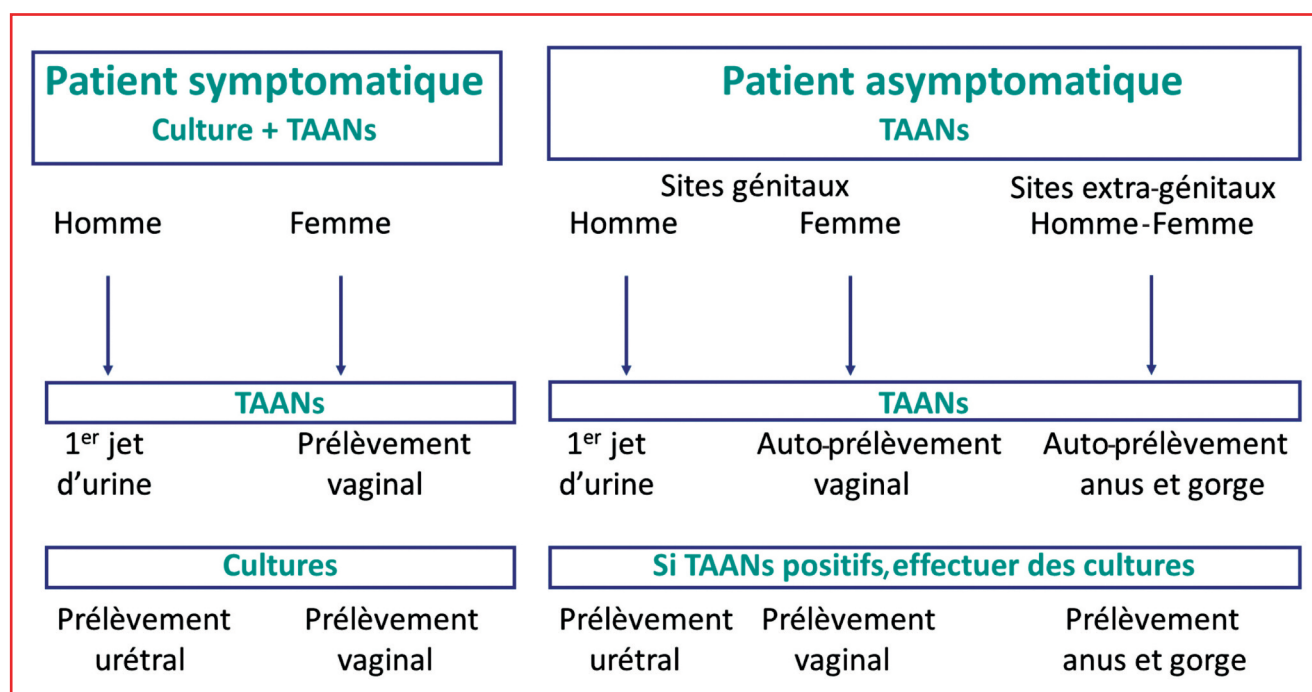 Patient symptomatique
Culture + TAANs
Homme
Femme
TAANs
1er jet
d’urine
Prélèvement
vaginal
Cultures
Prélèvement
urétral
Prélèvement
vaginal
Patient asymptomatique
TAANs
Sites génitaux
Homme
Femme
Sites extra-génitaux
Homme-Femme
TAANs
1er jet
d’urine
Auto-prélèvement
vaginal
Auto-prélèvement
anus et gorge
Si TAANs positifs,effectuer des cultures
Prélèvement
urétral
Prélèvement
vaginal
Prélèvement
anus et gorge